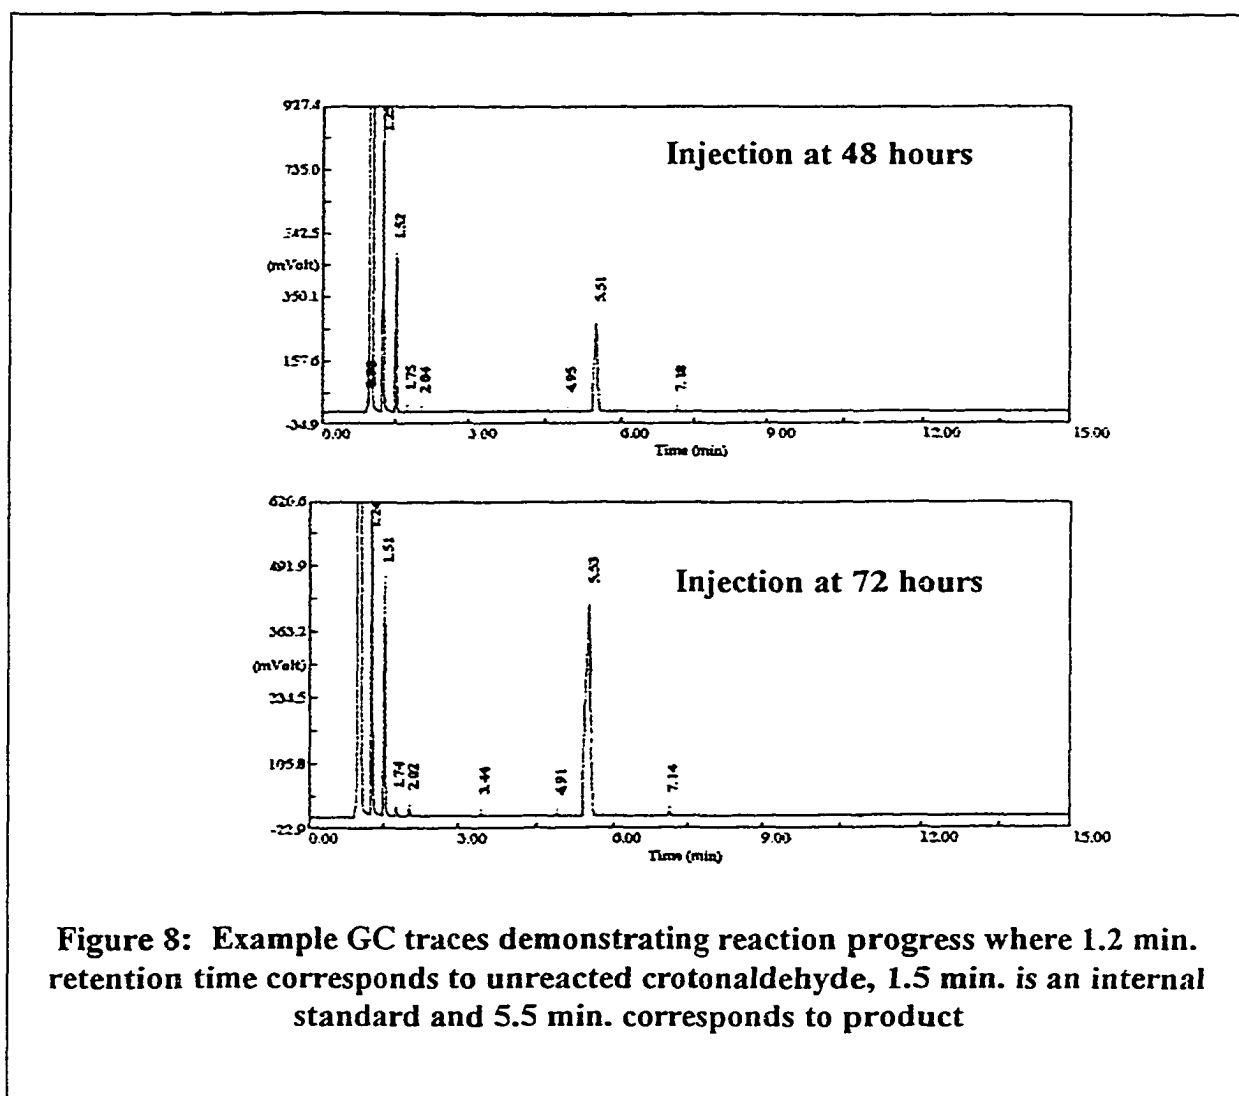 927.4
735.0
542.5
(mVolt)
350.1
157.6
-34.9
1.52
1.75
2.04
4.95
5.51
7.18
Injection at 48 hours
0.00 3.00 6.00 9.00 12.00 15.00
Time (min)
620.6
491.9
363.2
(mVolt)
234.5
105.8
-22.9
1.24
1.51
1.74
2.02
3.44
4.91
5.53
7.14
Injection at 72 hours
0.00 3.00 6.00 9.00 12.00 15.00
Time (min)
Figure 8: Example GC traces demonstrating reaction progress where 1.2 min.
retention time corresponds to unreacted crotonaldehyde, 1.5 min. is an internal
standard and 5.5 min. corresponds to product